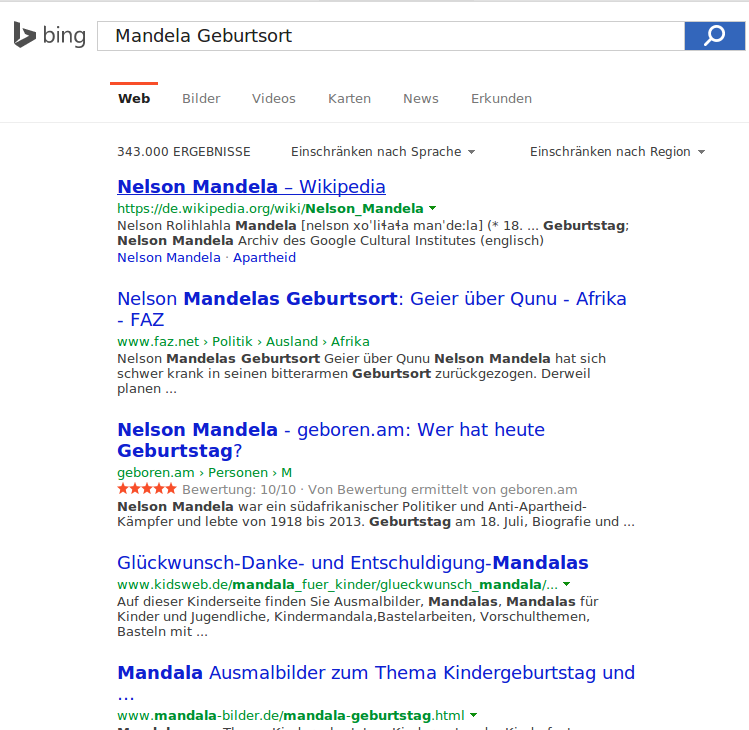 bing
Mandela Geburtsort
Web Bilder Videos Karten News Erkunden
343.000 ERGEBNISSE Einschränken nach Sprache Einschränken nach Region
Nelson Mandela – Wikipedia
https://de.wikipedia.org/wiki/Nelson_Mandela
Nelson Rolihlahla Mandela [nelsɒn xoˈliɬaɬa manˈdeːla] (* 18. ... Geburtstag;
Nelson Mandela Archiv des Google Cultural Institutes (englisch)
Nelson Mandela · Apartheid
Nelson Mandelas Geburtsort: Geier über Qunu - Afrika
- FAZ
www.faz.net › Politik › Ausland › Afrika
Nelson Mandelas Geburtsort Geier über Qunu Nelson Mandela hat sich
schwer krank in seinen bitterarmen Geburtsort zurückgezogen. Derweil
planen ...
Nelson Mandela - geboren.am: Wer hat heute
Geburtstag?
geboren.am › Personen › M
Bewertung: 10/10 · Von Bewertung ermittelt von geboren.am
Nelson Mandela war ein südafrikanischer Politiker und Anti-Apartheid-
Kämpfer und lebte von 1918 bis 2013. Geburtstag am 18. Juli, Biografie und ...
Glückwunsch-Danke- und Entschuldigung-Mandalas
www.kidsweb.de/mandala_fuer_kinder/glueckwunsch_mandala/...
Auf dieser Kinderseite finden Sie Ausmalbilder, Mandalas, Mandalas für
Kinder und Jugendliche, Kindermandala,Bastelarbeiten, Vorschulthemen,
Basteln mit ...
Mandala Ausmalbilder zum Thema Kindergeburtstag und
...
www.mandala-bilder.de/mandala-geburtstag.html